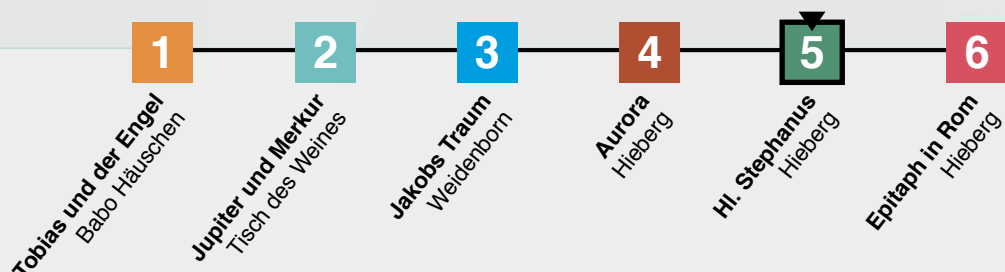 1
Tobias und der Engel
Babo Häuschen
2
Jupiter und Merkur
Tisch des Weines
3
Jakobs Traum
Weidenborn
4
Aurora
Hieberg
5
Hl. Stephanus
Hieberg
6
Epitaph in Rom
Hieberg